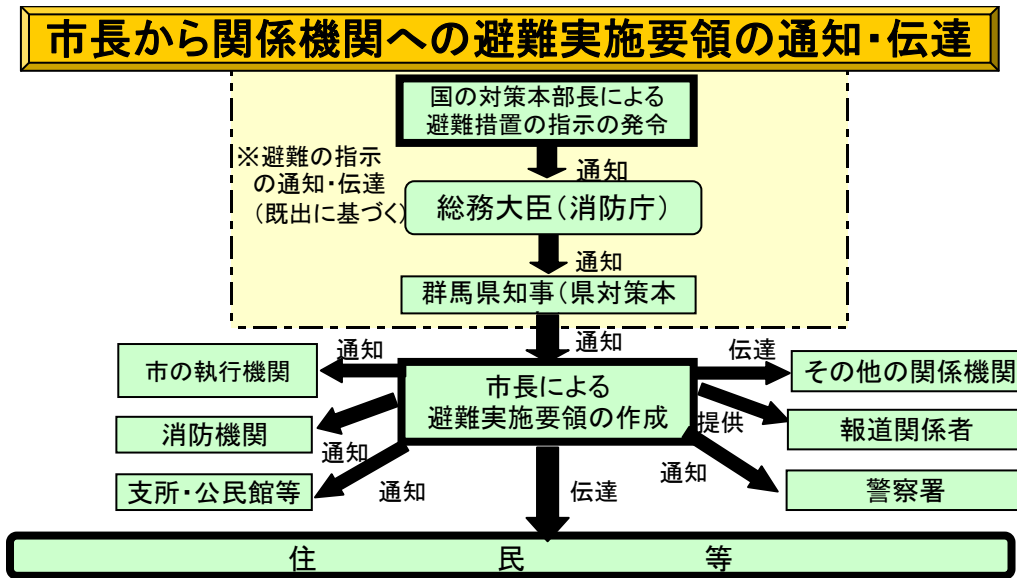 市長から関係機関への避難実施要領の通知・伝達
国の対策本部長による
避難措置の指示の発令
※避難の指示
の通知・伝達
（既出に基づく）
通知
総務大臣（消防庁）
通知
群馬県知事（県対策本
通知
通知
伝達
市の執行機関
市長による
避難実施要領の作成
その他の関係機関
消防機関
提供
報道関係者
通知
通知
支所・公民館等
通知
伝達
警察署
住民等